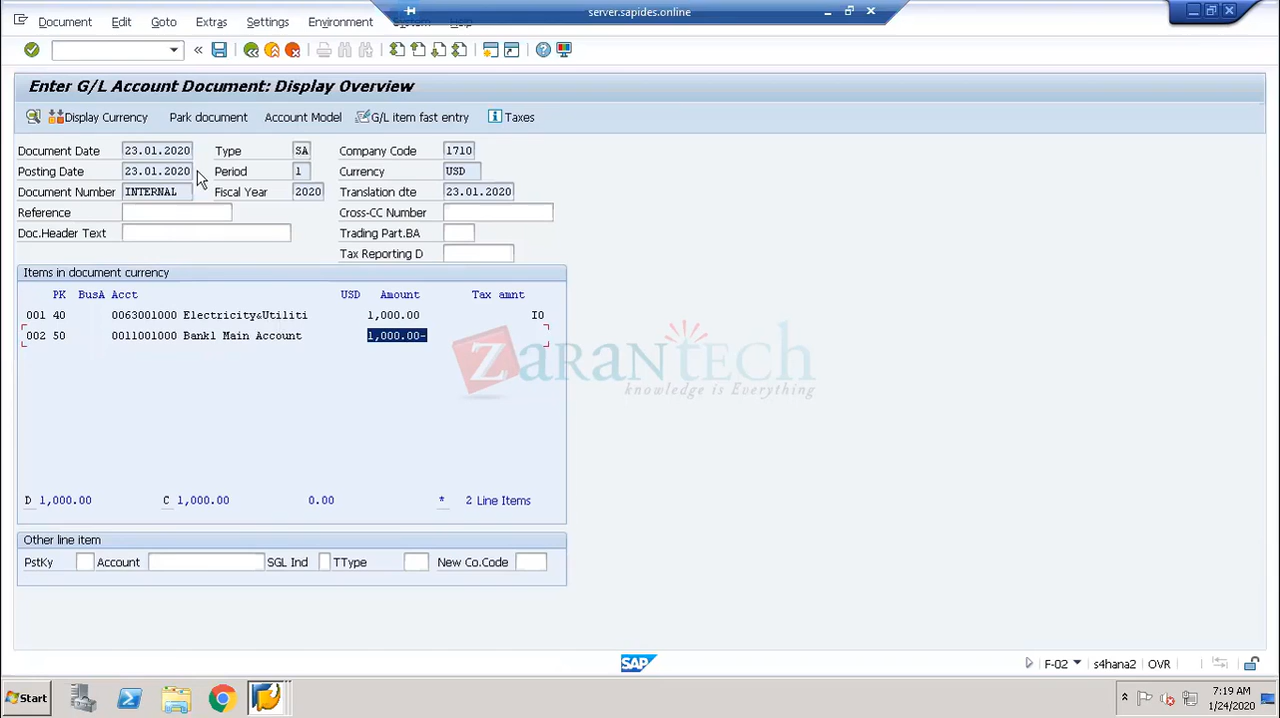 server.sapides.online
Document Edit Goto Extras Settings Environment System Help
Enter G/L Account Document: Display Overview
Display Currency Park document Account Model G/L item fast entry Taxes
Document Date 23.01.2020 Type SA Company Code 1710
Posting Date 23.01.2020 Period 1 Currency USD
Document Number INTERNAL Fiscal Year 2020 Translation dte 23.01.2020
Reference Cross-CC Number
Doc.Header Text Trading Part.BA
Tax Reporting D
Items in document currency
PK BusA Acct USD Amount Tax amnt
001 40 0063001000 Electricity&Utiliti 1,000.00 I0
002 50 0011001000 Bank1 Main Account 1,000.00-
ZaranTech
knowledge is Everything
D 1,000.00 C 1,000.00 0.00 * 2 Line Items
Other line item
PstKy Account SGL Ind TType New Co.Code
SAP
F-02 s4hana2 OVR
Start
7:19 AM
1/24/2020